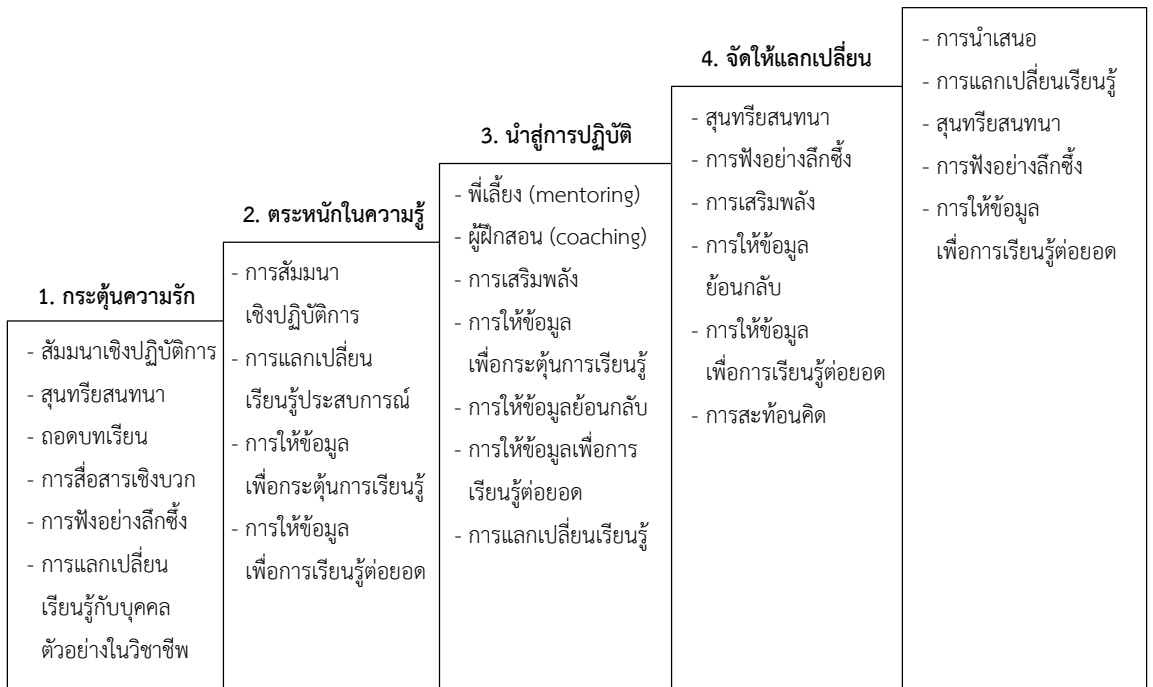 1. กระตุ้นความรัก
- สัมมนาเชิงปฏิบัติการ
- สุนทรียสนทนา
- ถอดบทเรียน
- การสื่อสารเชิงบวก
- การฟังอย่างลึกซึ้ง
- การแลกเปลี่ยน
เรียนรู้กับบุคคล
ตัวอย่างในวิชาชีพ
2. ตระหนักในความรู้
- การสัมมนา
เชิงปฏิบัติการ
- การแลกเปลี่ยน
เรียนรู้ประสบการณ์
- การให้ข้อมูล
เพื่อกระตุ้นการเรียนรู้
- การให้ข้อมูล
เพื่อการเรียนรู้ต่อยอด
3. นำสู่การปฏิบัติ
- พี่เลี้ยง (mentoring)
- ผู้ฝึกสอน (coaching)
- การเสริมพลัง
- การให้ข้อมูล
เพื่อกระตุ้นการเรียนรู้
- การให้ข้อมูลย้อนกลับ
- การให้ข้อมูลเพื่อการ
เรียนรู้ต่อยอด
- การแลกเปลี่ยนเรียนรู้
4. จัดให้แลกเปลี่ยน
- สุนทรียสนทนา
- การฟังอย่างลึกซึ้ง
- การเสริมพลัง
- การให้ข้อมูล
ย้อนกลับ
- การให้ข้อมูล
เพื่อการเรียนรู้ต่อยอด
- การสะท้อนคิด
- การนำเสนอ
- การแลกเปลี่ยนเรียนรู้
- สุนทรียสนทนา
- การฟังอย่างลึกซึ้ง
- การให้ข้อมูล
เพื่อการเรียนรู้ต่อยอด